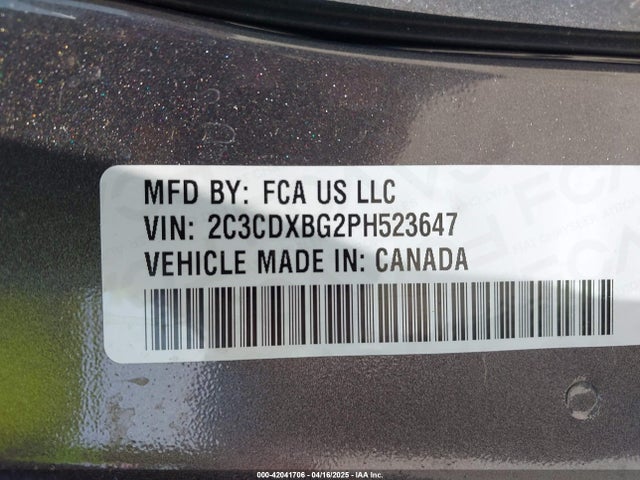 MFD BY: FCA US LLC
VIN: 2C3CDXBG2PH523647
VEHICLE MADE IN: CANADA
000-42041706 - 04/16/2025 - IAA Inc.